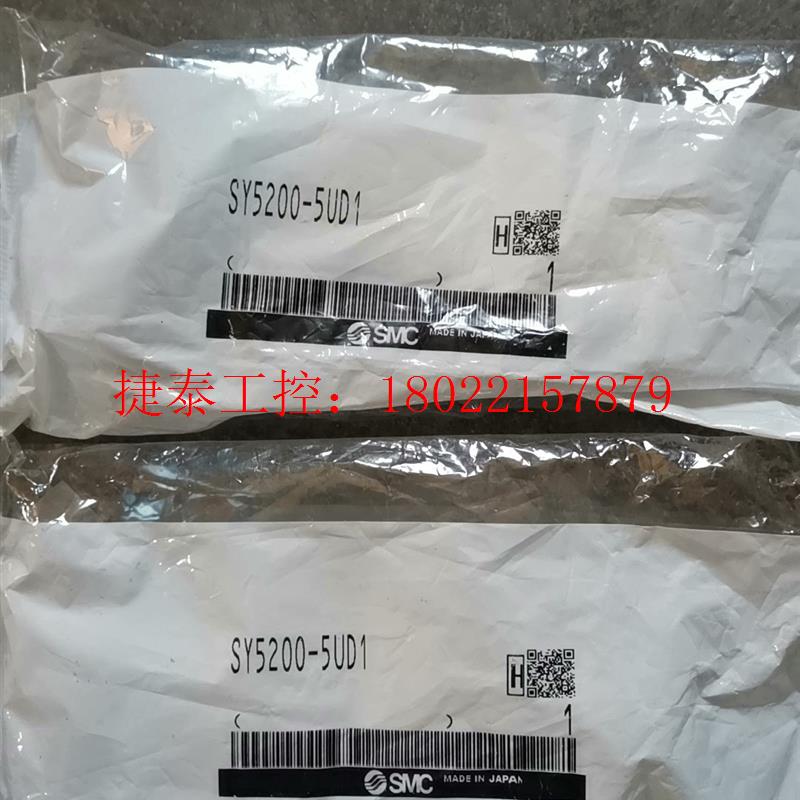 SY5200-5UD1
H
( ) 1
SMC MADE IN JAPAN
捷泰工控：18022157879
SY5200-5UD1
H
( ) 1
SMC MADE IN JAPAN